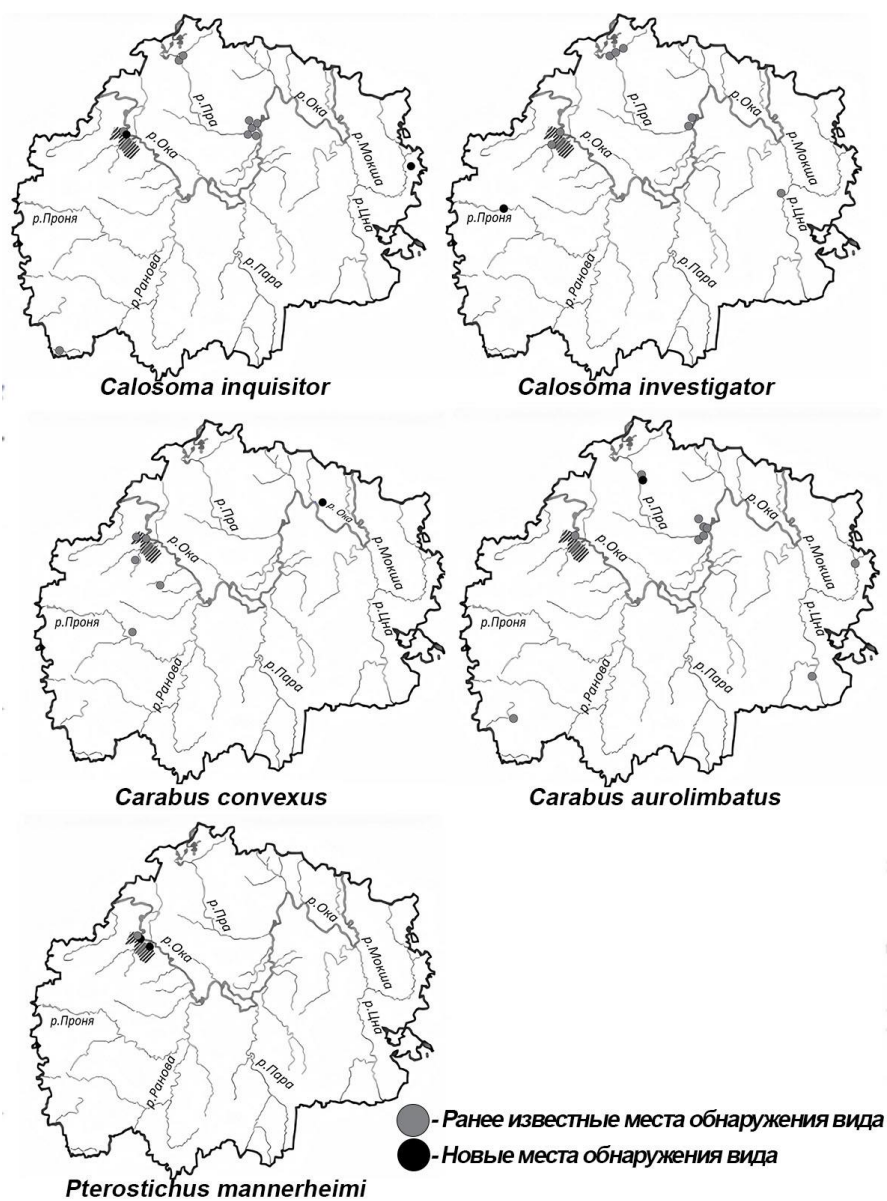 р.Ока
р.Пра
р.Ока
р.Мокша
р.Проня
р.Цна
р.Ранова
р.Пара
Calosoma inquisitor
р.Ока
р.Пра
р.Ока
р.Мокша
р.Проня
р.Цна
р.Ранова
р.Пара
Calosoma investigator
р. Ока
р.Пра
р.Ока
р.Мокша
р.Проня
р.Цна
р.Ранова
р.Пара
Carabus convexus
р.Ока
р.Пра
р.Ока
р.Мокша
р.Проня
р.Цна
р.Ранова
р.Пара
Carabus aurolimbatus
р.Ока
р.Пра
р.Ока
р.Мокша
р.Проня
р.Цна
р.Ранова
р.Пара
Pterostichus mannerheimi
- Ранее известные места обнаружения вида
- Новые места обнаружения вида